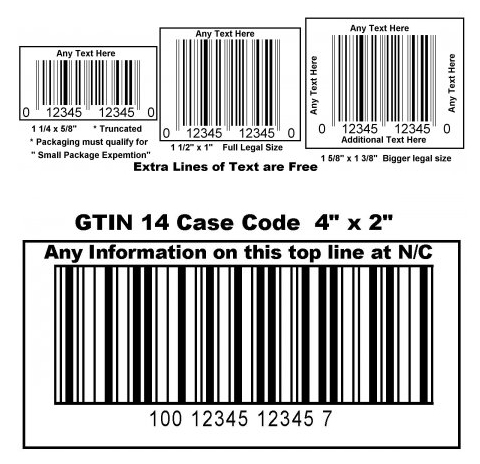 Any Text Here
0 12345 12345 0
1 1/4 x 5/8" * Truncated
* Packaging must qualify for
" Small Package Expemtion"
Any Text Here
0 12345 12345 0
1 1/2" x 1" Full Legal Size
Any Text Here
Any Text Here
Any Text Here
0 12345 12345 0
Additional Text Here
1 5/8" x 1 3/8" Bigger legal size
Extra Lines of Text are Free
GTIN 14 Case Code 4" x 2"
Any Information on this top line at N/C
100 12345 12345 7